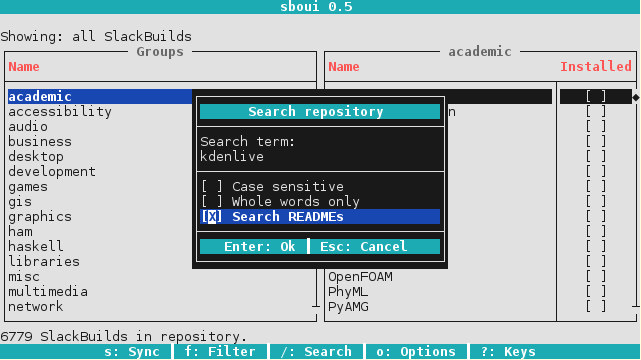 sboui 0.5
Showing: all SlackBuilds
Groups
academic
Name
Name
Installed
academic
[ ]
accessibility
n
[ ]
audio
[ ]
business
[ ]
desktop
[ ]
development
[ ]
games
[ ]
gis
[ ]
graphics
[ ]
ham
[ ]
haskell
[ ]
libraries
[ ]
misc
OpenFOAM
[ ]
multimedia
PhyML
[ ]
network
PyAMG
[ ]
Search repository
Search term:
kdenlive
[ ] Case sensitive
[ ] Whole words only
[X] Search READMEs
Enter: Ok
Esc: Cancel
6779 SlackBuilds in repository.
s: Sync
f: Filter
/: Search
o: Options
?: Keys